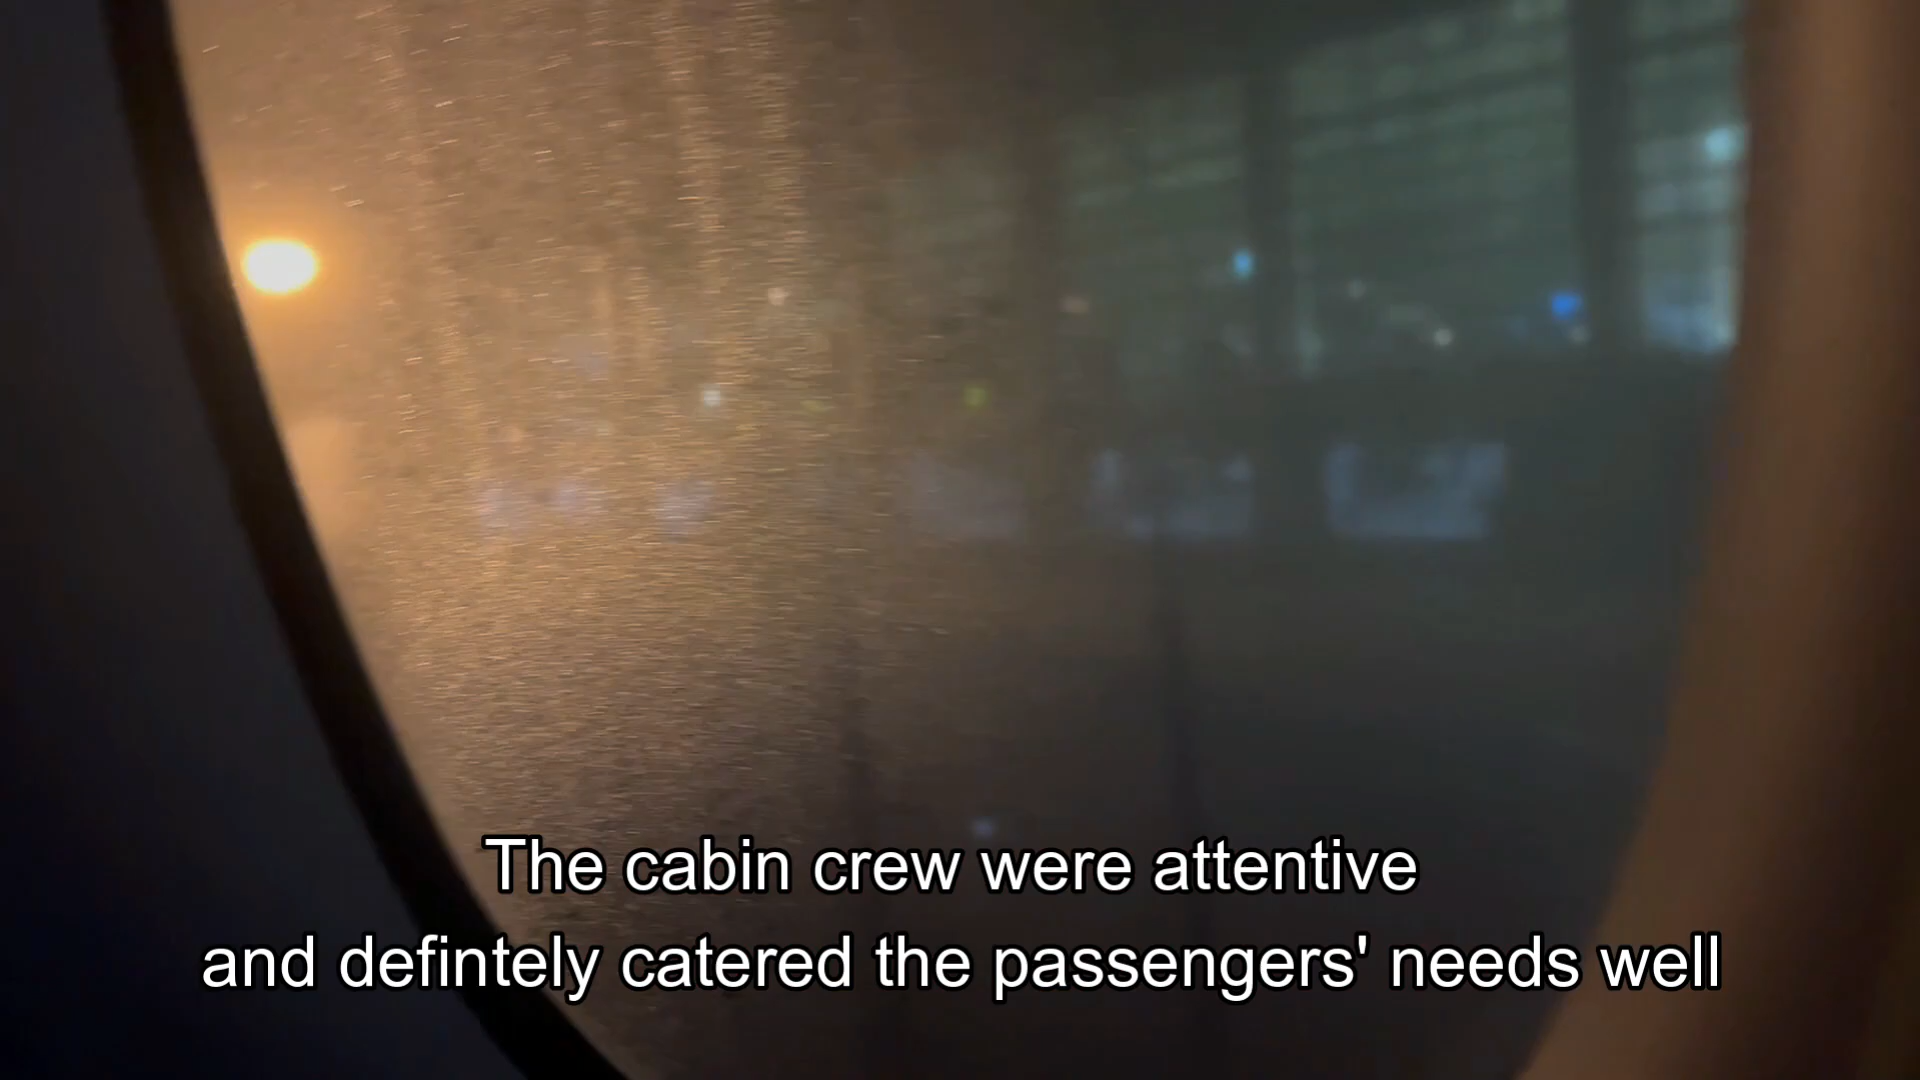 The cabin crew were attentive
and defintely catered the passengers' needs well